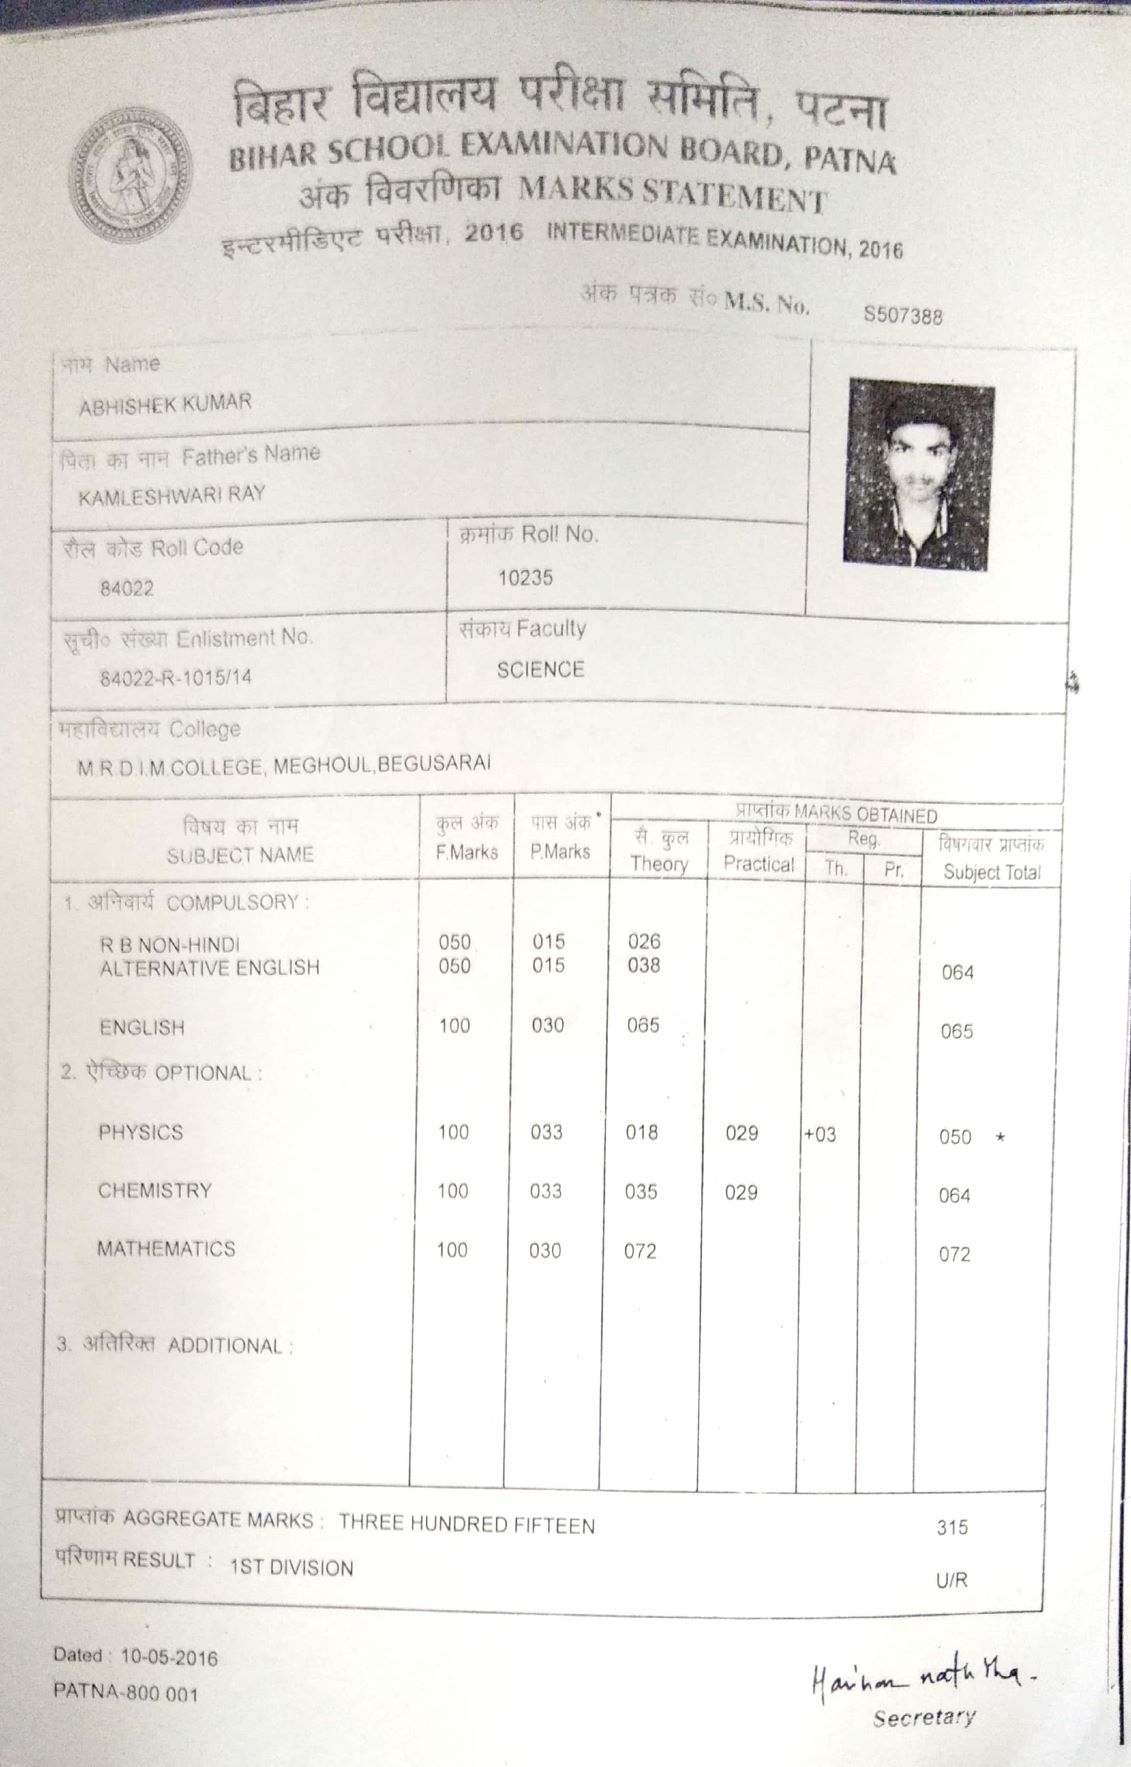 बिहार विद्यालय परीक्षा समिति, पटना
BIHAR SCHOOL EXAMINATION BOARD, PATNA
अंक विवरणिका MARKS STATEMENT
इन्टरमीडिएट परीक्षा, 2016 INTERMEDIATE EXAMINATION, 2016
अंक पत्रक सं० M.S. No. S507388
नाम Name
ABHISHEK KUMAR
पिता का नाम Father's Name
KAMLESHWARI RAY
रौल कोड Roll Code क्रमांक Roll No.
84022 10235
सूची० संख्या Enlistment No. संकाय Faculty
84022-R-1015/14 SCIENCE
महाविद्यालय College
M.R.D.I.M.COLLEGE, MEGHOUL,BEGUSARAI
प्राप्तांक MARKS OBTAINED
विषय का नाम कुल अंक पास अंक* सै. कुल प्रायोगिक Reg. विषयवार प्राप्तांक
SUBJECT NAME F.Marks P.Marks Theory Practical Th. Pr. Subject Total
1. अनिवार्य COMPULSORY :
R B NON-HINDI 050 015 026
ALTERNATIVE ENGLISH 050 015 038 064
ENGLISH 100 030 065 065
2. ऐच्छिक OPTIONAL :
PHYSICS 100 033 018 029 +03 050 *
CHEMISTRY 100 033 035 029 064
MATHEMATICS 100 030 072 072
3. अतिरिक्त ADDITIONAL :
प्राप्तांक AGGREGATE MARKS : THREE HUNDRED FIFTEEN 315
परिणाम RESULT : 1ST DIVISION
U/R
Dated : 10-05-2016
PATNA-800 001
Harihar nath Jha
Secretary